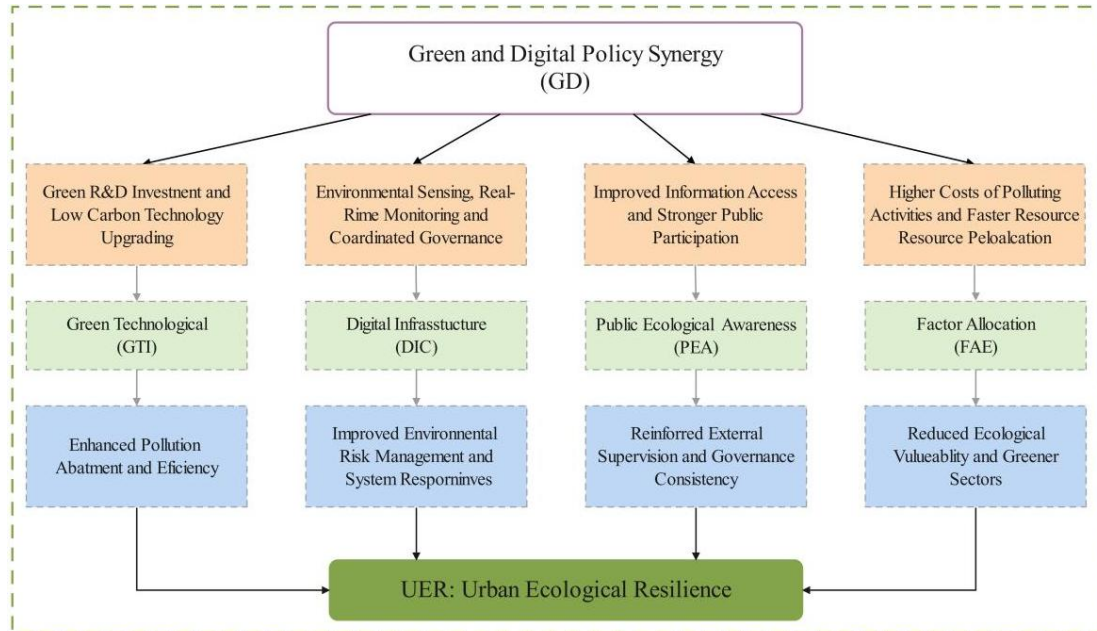 Green and Digital Policy Synergy
(GD)
Green R&D Investnent and
Low Carbon Technology
Upgrading
Environmental Sensing, Real-
Rime Monitoring and
Coordinated Governance
Improved Information Access
and Stronger Public
Participation
Higher Costs of Polluting
Activities and Faster Resource
Resource Peloalcation
Green Technological
(GTI)
Digital Infrasstucture
(DIC)
Public Ecological Awareness
(PEA)
Factor Allocation
(FAE)
Enhanced Pollution
Abatment and Eficiency
Improved Environnental
Risk Management and
System Responinves
Reinforred Exterral
Supervision and Governance
Consistency
Reduced Ecological
Vulueablity and Greener
Sectors
UER: Urban Ecological Resilience